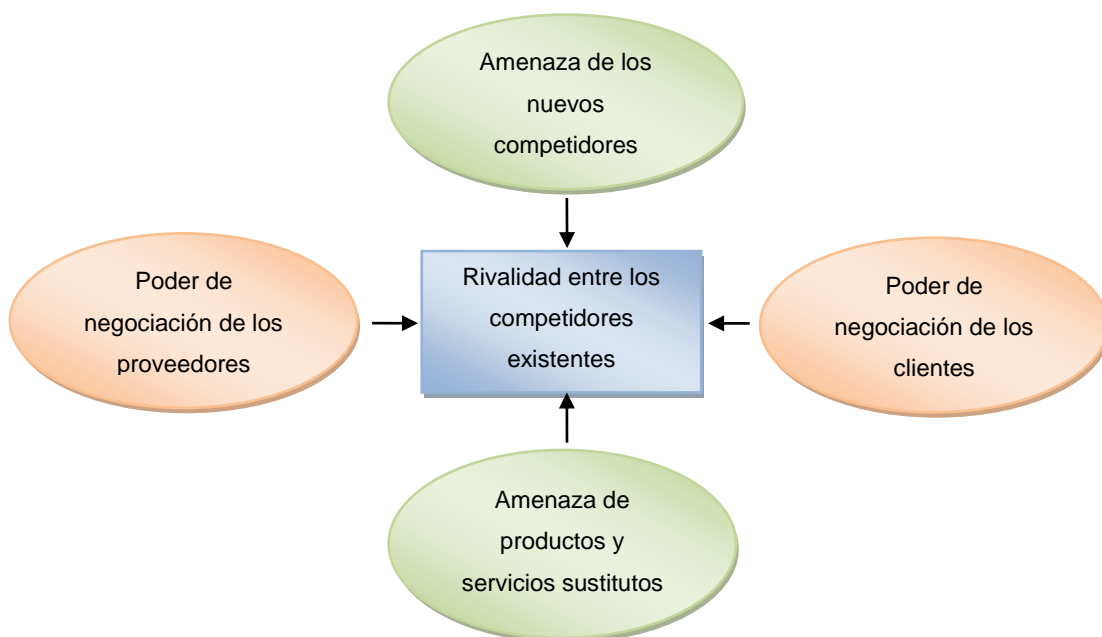 Amenaza de los
nuevos
competidores
Poder de
negociación de los
proveedores
Rivalidad entre los
competidores
existentes
Poder de
negociación de los
clientes
Amenaza de
productos y
servicios sustitutos